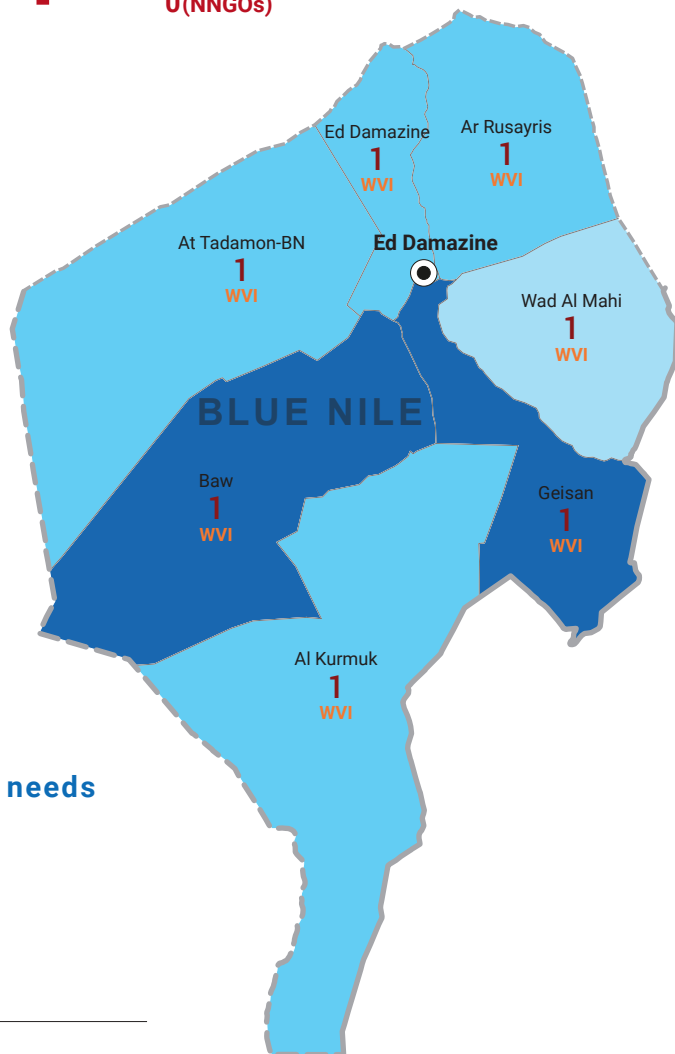 U(NNGOs)
Ed Damazine
1
WVI
Ar Rusayris
1
WVI
At Tadamon-BN
1
WVI
Ed Damazine
Wad Al Mahi
1
WVI
BLUE NILE
Baw
1
WVI
Geisan
1
WVI
Al Kurmuk
1
WVI
needs